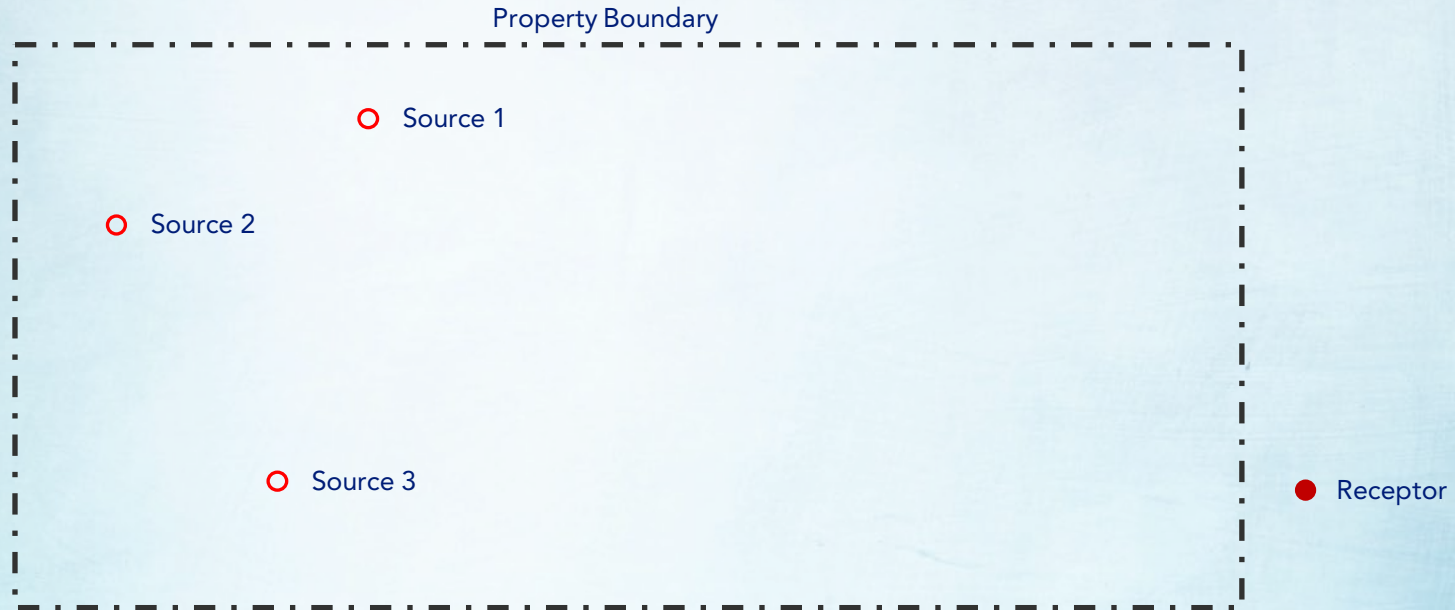 Property Boundary
Source 1
Source 2
Source 3
Receptor